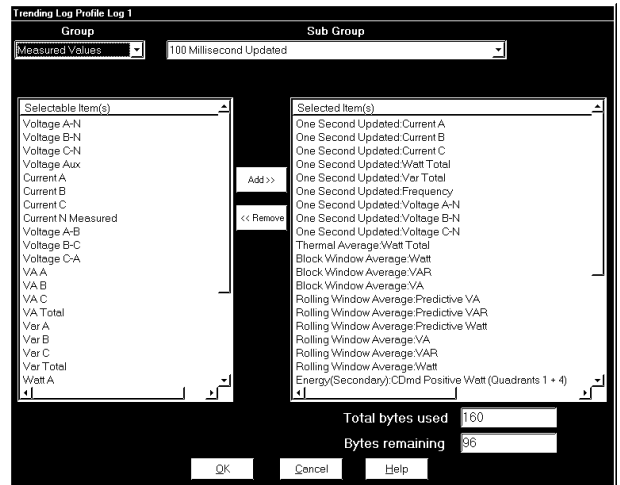 Trending Log Profile Log 1
Group
Sub Group
Measured Values
100 Millisecond Updated
Selectable Item(s)
Voltage A-N
Voltage B-N
Voltage C-N
Voltage Aux
Current A
Current B
Current C
Current N Measured
Voltage A-B
Voltage B-C
Voltage C-A
VA A
VA B
VA C
VA Total
Var A
Var B
Var C
Var Total
Watt A
Add >>
<< Remove
Selected Item(s)
One Second Updated:Current A
One Second Updated:Current B
One Second Updated:Current C
One Second Updated:Watt Total
One Second Updated:Var Total
One Second Updated:Frequency
One Second Updated:Voltage A-N
One Second Updated:Voltage B-N
One Second Updated:Voltage C-N
Thermal Average:Watt Total
Block Window Average:Watt
Block Window Average:VAR
Block Window Average:VA
Rolling Window Average:Predictive VA
Rolling Window Average:Predictive VAR
Rolling Window Average:Predictive Watt
Rolling Window Average:VA
Rolling Window Average:VAR
Rolling Window Average:Watt
Energy(Secondary):CDmd Positive Watt (Quadrants 1 + 4)
Total bytes used 160
Bytes remaining 96
OK Cancel Help